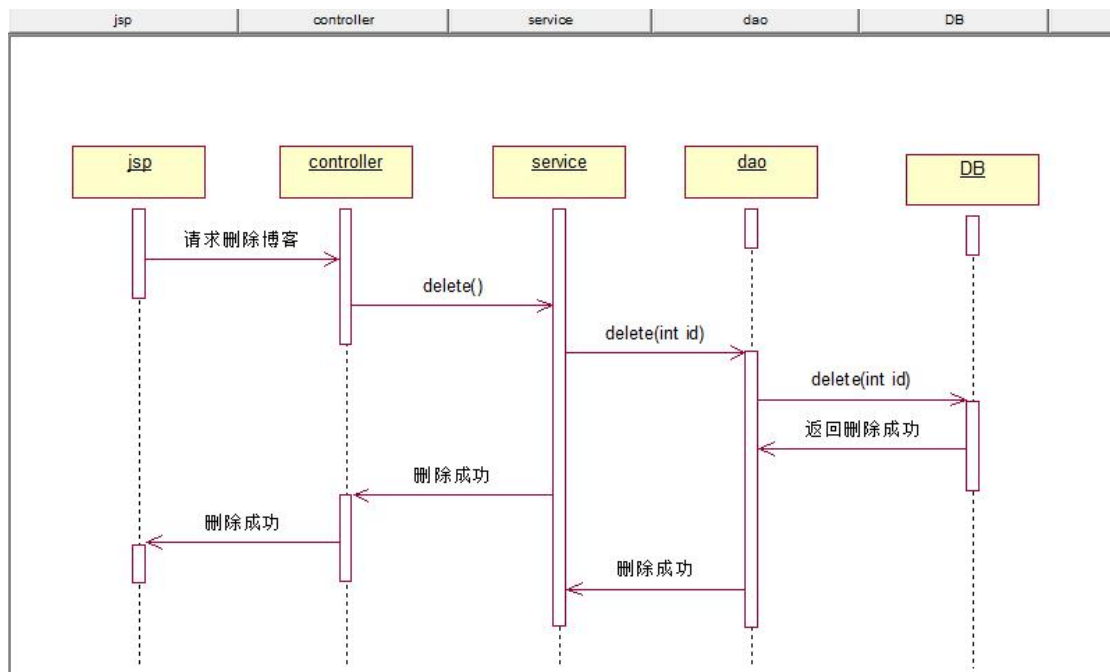 jsp
controller
service
dao
DB
jsp
controller
service
dao
DB
请求删除博客
delete()
delete(int id)
delete(int id)
返回删除成功
删除成功
删除成功
删除成功